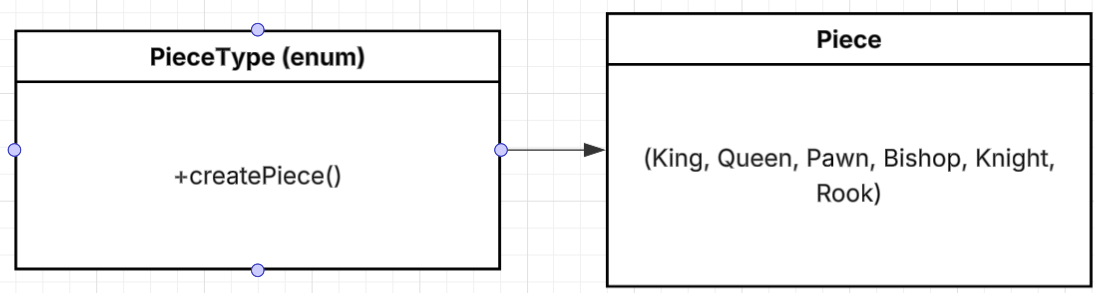 PieceType (enum)
+createPiece()
Piece
(King, Queen, Pawn, Bishop, Knight,
Rook)